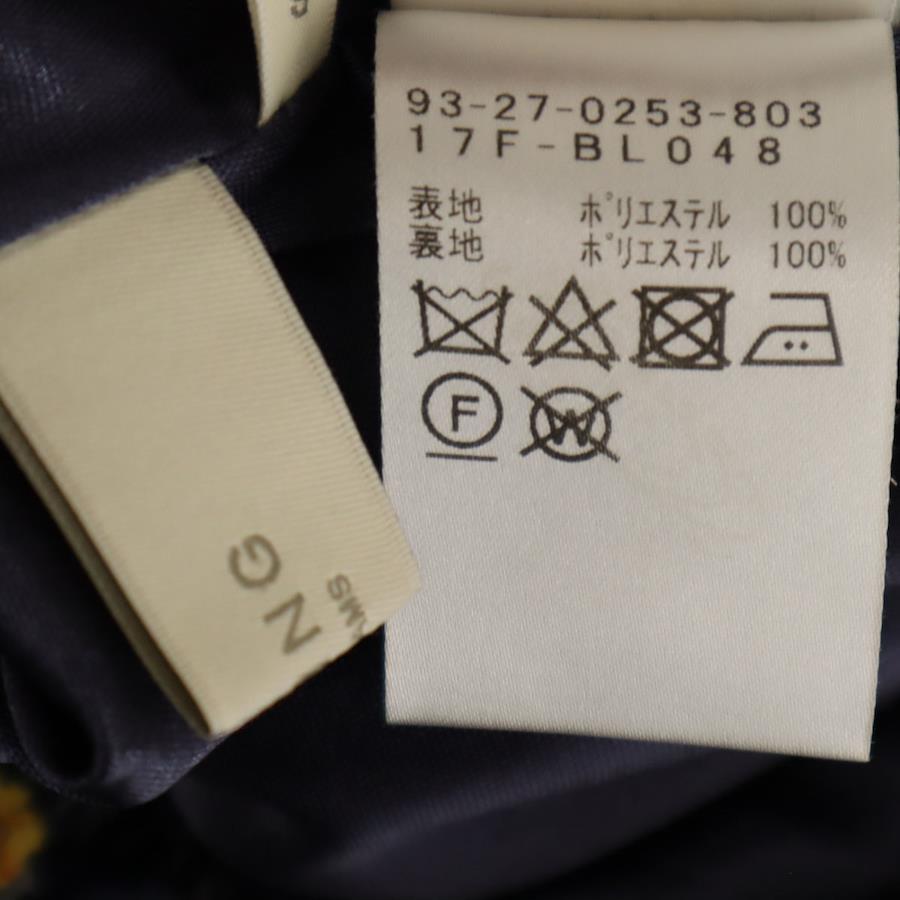 93-27-0253-803
17F-BL048
表地 ポリエステル 100%
裏地 ポリエステル 100%
F
W
NG